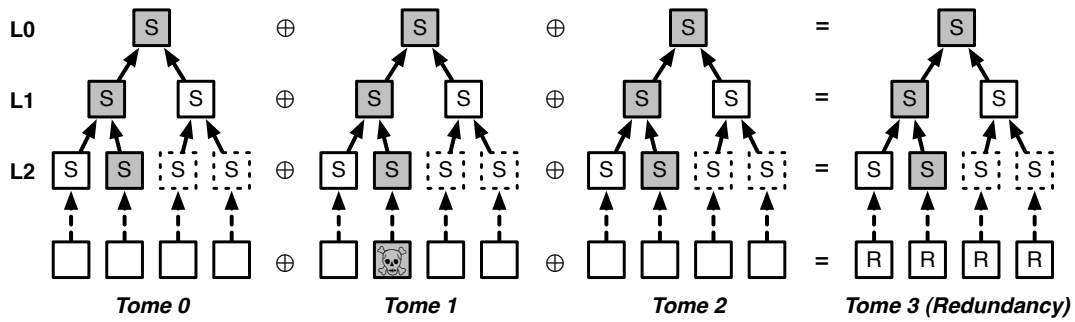 L0 S ⊕ S ⊕ S = S
L1 S S ⊕ S S ⊕ S S = S S
L2 S S S S ⊕ S S S S ⊕ S S S S = S S S S
⊕ ⊕ = R R R R
Tome 0 Tome 1 Tome 2 Tome 3 (Redundancy)